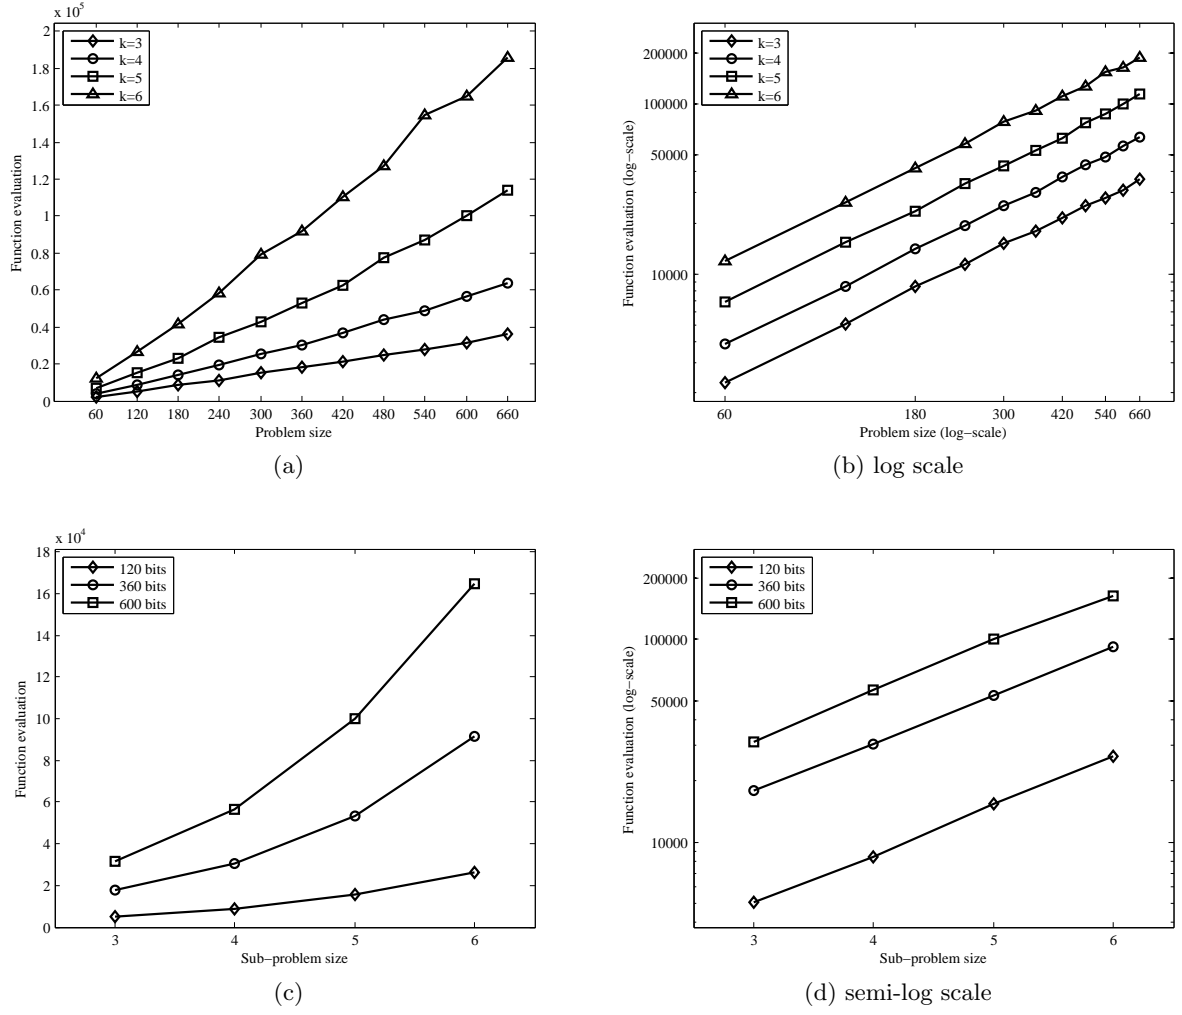 x 10^5
2
1.8
1.6
1.4
1.2
1
0.8
0.6
0.4
0.2
0
Function evaluation
k=3
k=4
k=5
k=6
60 120 180 240 300 360 420 480 540 600 660
Problem size
(a)
200000
100000
50000
10000
Function evaluation (log−scale)
k=3
k=4
k=5
k=6
60 180 300 420 540 660
Problem size (log−scale)
(b) log scale
x 10^4
18
16
14
12
10
8
6
4
2
0
Function evaluation
120 bits
360 bits
600 bits
3 4 5 6
Sub−problem size
(c)
200000
100000
50000
10000
Function evaluation (log−scale)
120 bits
360 bits
600 bits
3 4 5 6
Sub−problem size
(d) semi-log scale